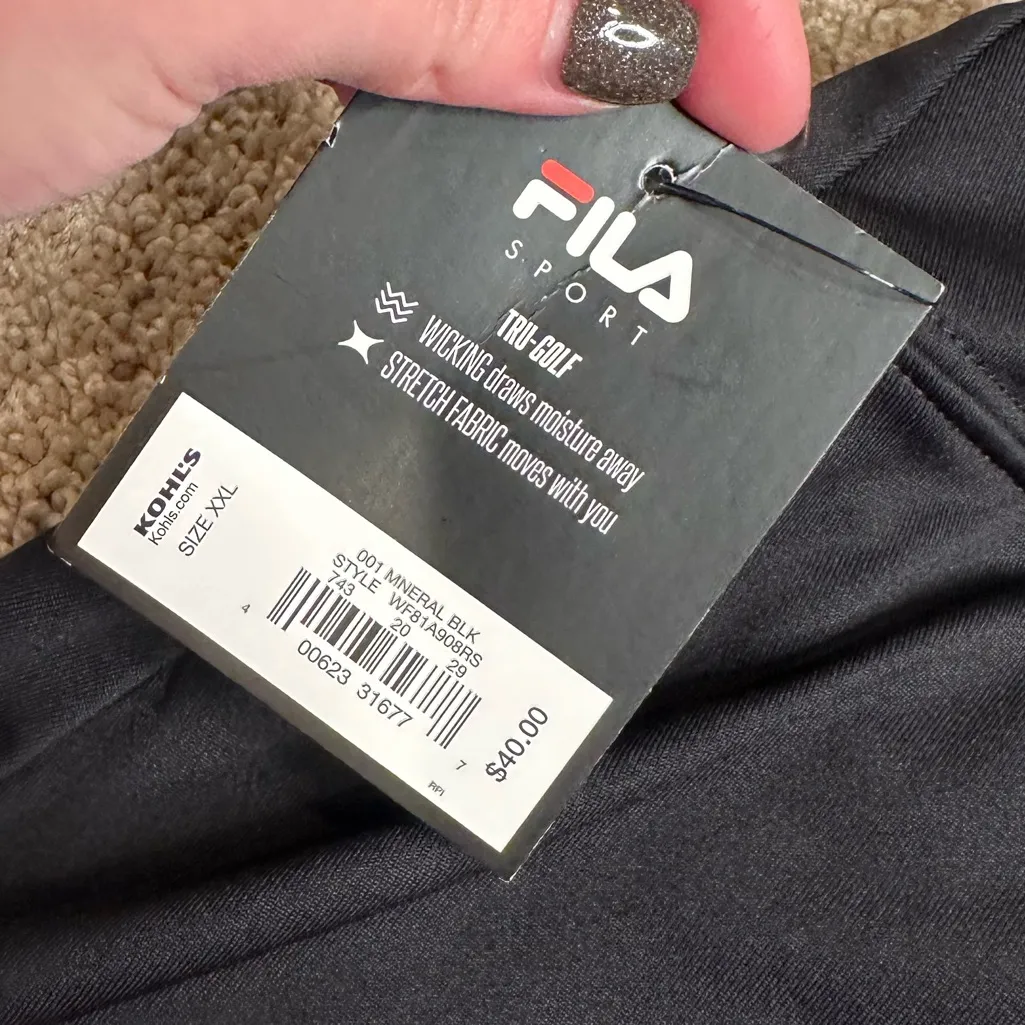 FILA
SPORT
TRU-GOLF
WICKING draws moisture away
STRETCH FABRIC moves with you
KOHL'S
Kohls.com
SIZE XXL
001 MNERAL BLK
STYLE WF81A908RS
743 20 29
4 00623 31677 7
$40.00
RPI